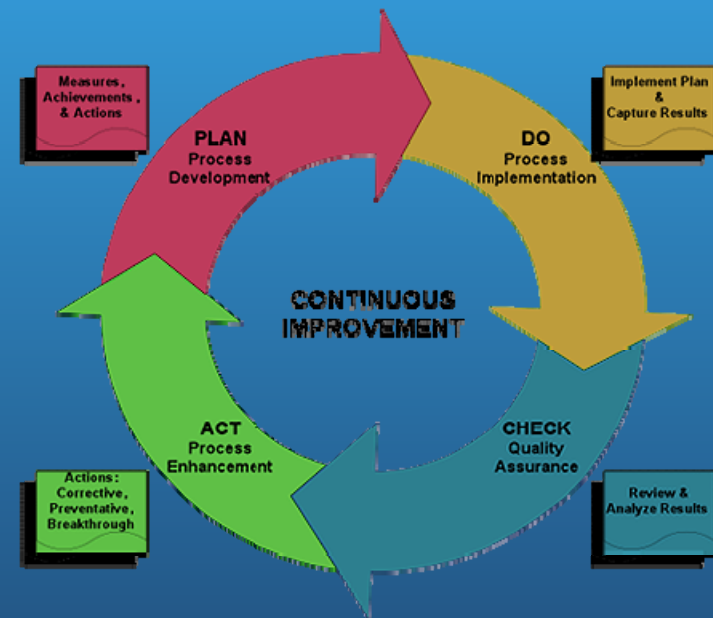 Measures,
Achievements,
& Actions
PLAN
Process
Development
DO
Process
Implementation
Implement Plan
&
Capture Results
CONTINUOUS
IMPROVEMENT
ACT
Process
Enhancement
CHECK
Quality
Assurance
Actions:
Corrective,
Preventative,
Breakthrough
Review &
Analyze Results